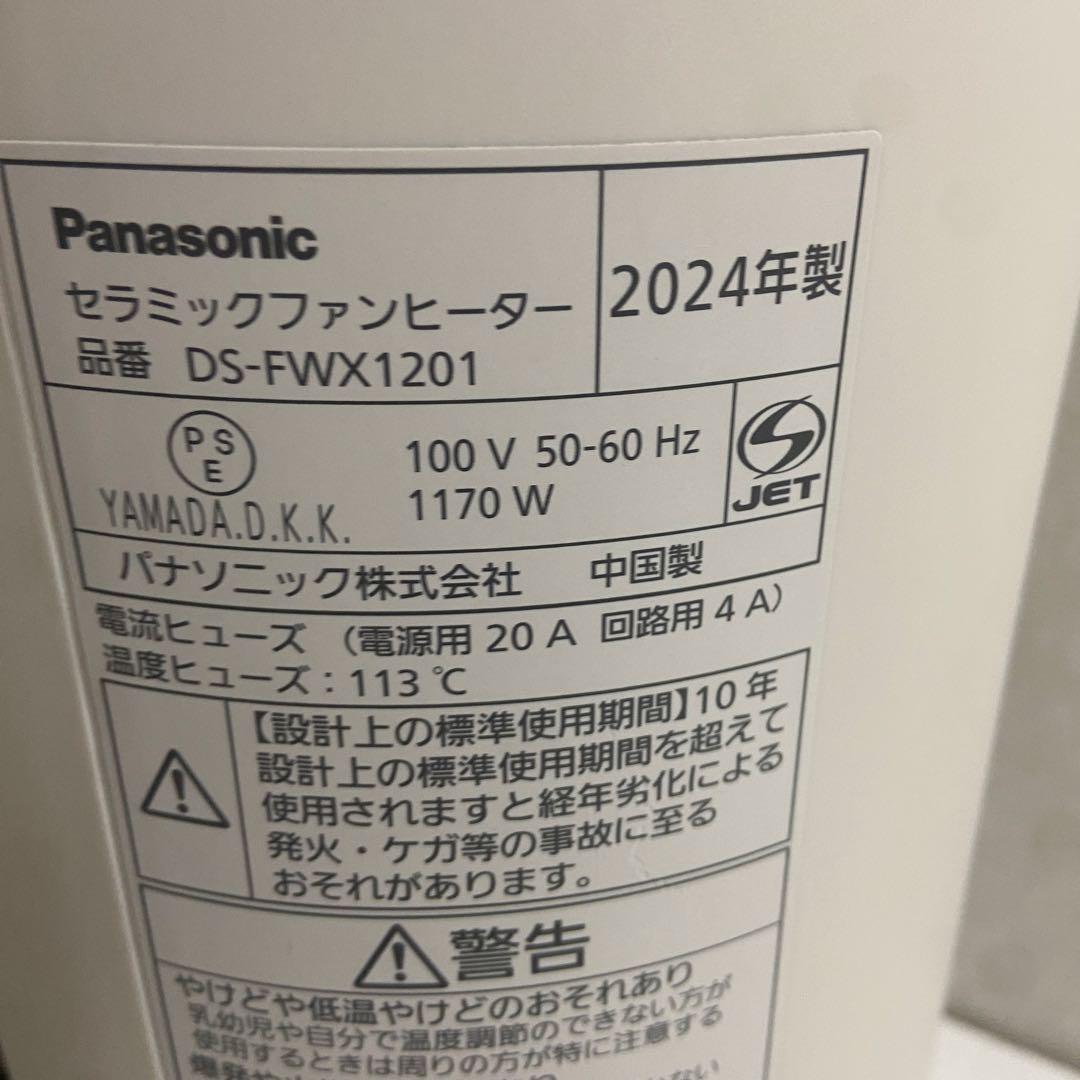 Panasonic
セラミックファンヒーター
品番 DS-FWX1201
2024年製
PSE
YAMADA.D.K.K.
100 V 50-60 Hz
1170 W
JET
パナソニック株式会社 中国製
電流ヒューズ (電源用 20 A 回路用 4 A)
温度ヒューズ:113 ℃
【設計上の標準使用期間】10年
設計上の標準使用期間を超えて
使用されますと経年劣化による
発火・ケガ等の事故に至る
おそれがあります。
警告
やけどや低温やけどのおそれあり
乳幼児や自分で温度調節のできない方が
使用するときは周りの方が特に注意する